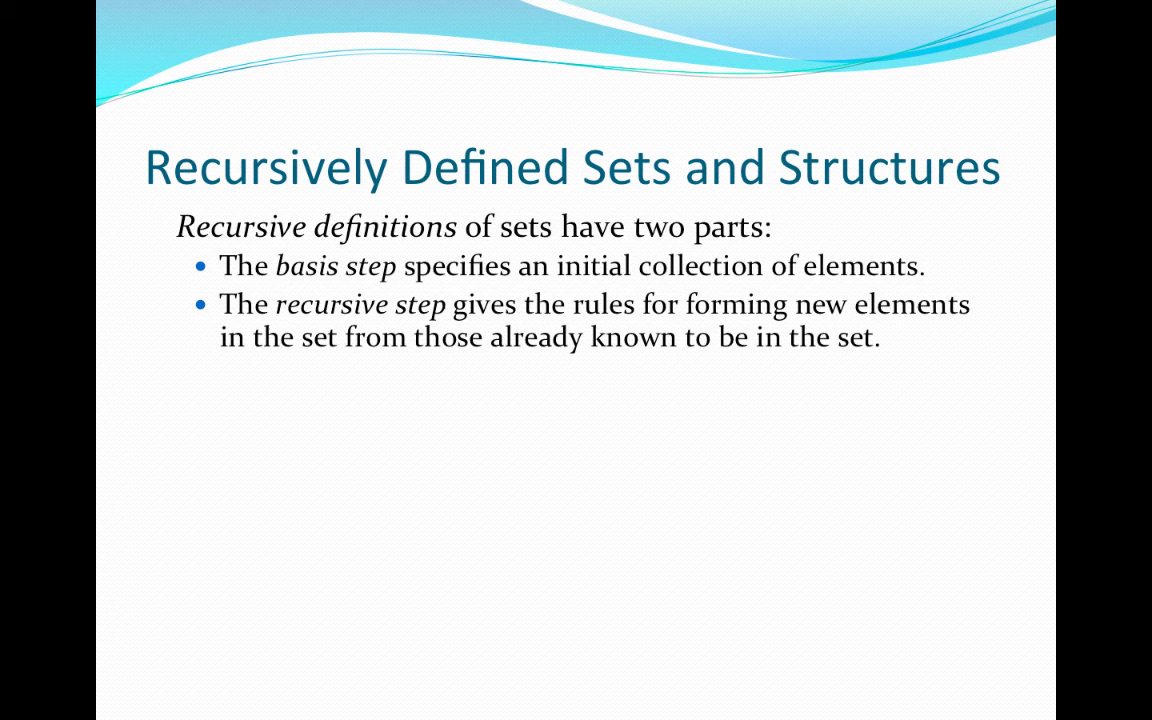 Recursively Defined Sets and Structures
Recursive definitions of sets have two parts:
• The basis step specifies an initial collection of elements.
• The recursive step gives the rules for forming new elements
in the set from those already known to be in the set.